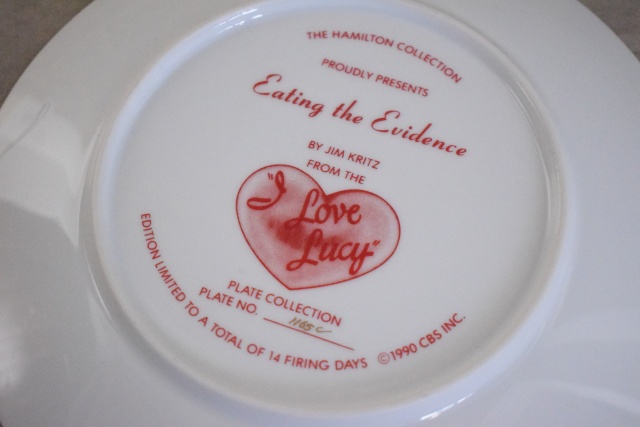 THE HAMILTON COLLECTION
PROUDLY PRESENTS
Eating the Evidence
BY JIM KRITZ
FROM THE
"I
Love
Lucy"
PLATE COLLECTION
PLATE NO. 1165C
EDITION LIMITED TO A TOTAL OF 14 FIRING DAYS ©1990 CBS INC.